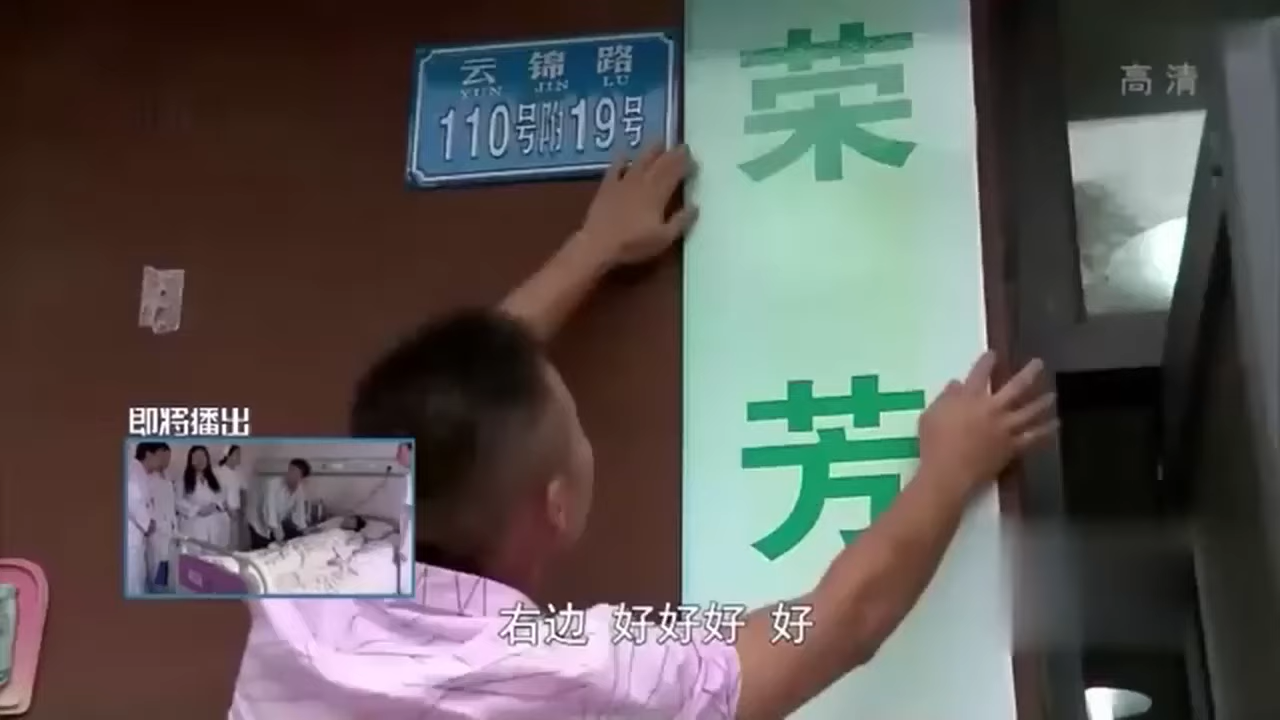 云锦路
YUN JIN LU
110号附19号
荣
芳
高清
即将播出
右边 好好好 好